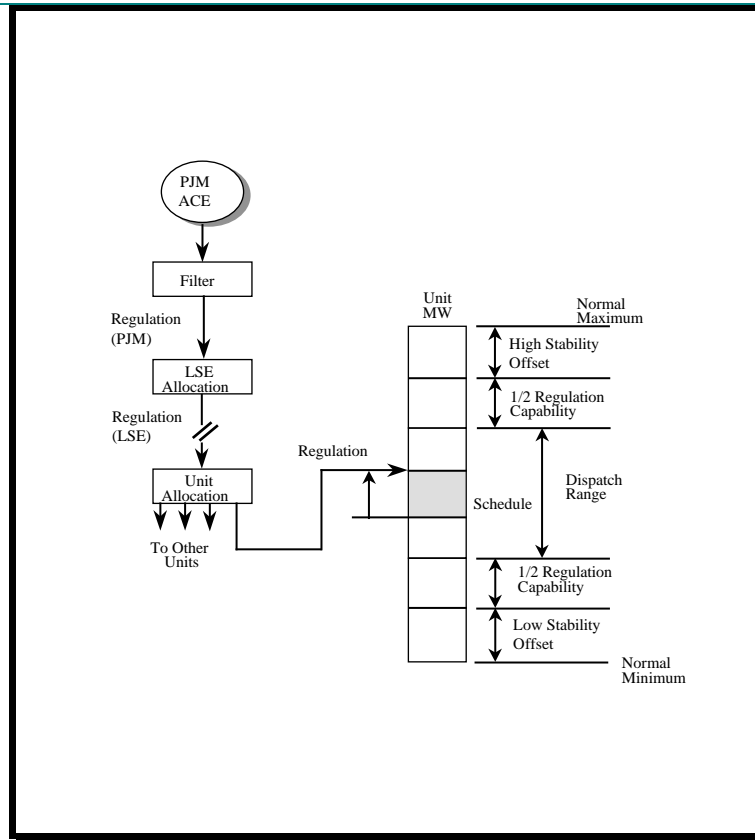 PJM
ACE
Filter
Regulation
(PJM)
LSE
Allocation
Regulation
(LSE)
Unit
Allocation
To Other
Units
Regulation
Unit
MW
Normal
Maximum
High Stability
Offset
1/2 Regulation
Capability
Dispatch
Range
Schedule
1/2 Regulation
Capability
Low Stability
Offset
Normal
Minimum